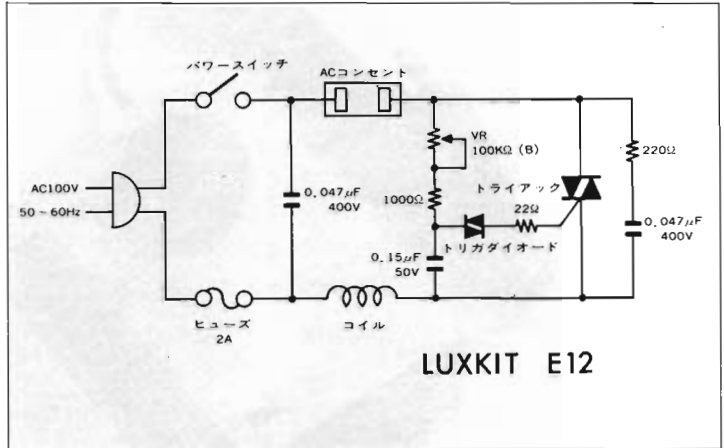 パワースイッチ
ACコンセント
VR
100KΩ (B)
220Ω
AC100V
50~60Hz
0.047μF
400V
1000Ω
トライアック
22Ω
トリガダイオード
0.047μF
400V
0.15μF
50V
ヒューズ
2A
コイル
LUXKIT E12